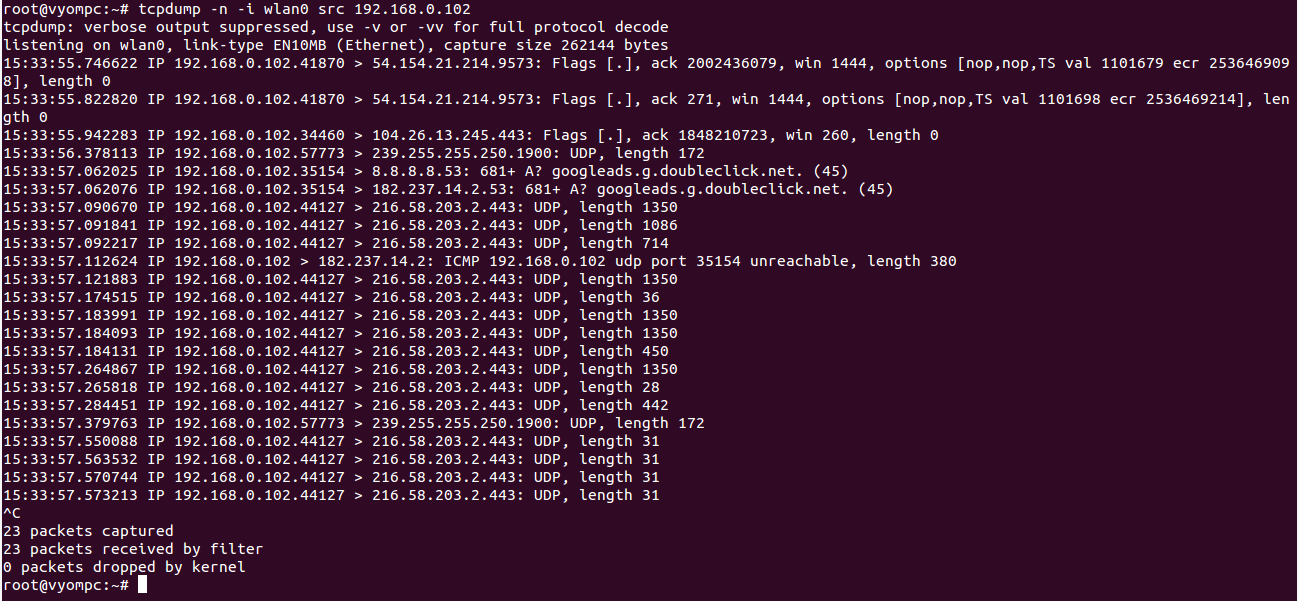 root@vyompc:~# tcpdump -n -i wlan0 src 192.168.0.102
tcpdump: verbose output suppressed, use -v or -vv for full protocol decode
listening on wlan0, link-type EN10MB (Ethernet), capture size 262144 bytes
15:33:55.746622 IP 192.168.0.102.41870 > 54.154.21.214.9573: Flags [.], ack 2002436079, win 1444, options [nop,nop,TS val 1101679 ecr 253646909
8], length 0
15:33:55.822820 IP 192.168.0.102.41870 > 54.154.21.214.9573: Flags [.], ack 271, win 1444, options [nop,nop,TS val 1101698 ecr 2536469214], len
gth 0
15:33:55.942283 IP 192.168.0.102.34460 > 104.26.13.245.443: Flags [.], ack 1848210723, win 260, length 0
15:33:56.378113 IP 192.168.0.102.57773 > 239.255.255.250.1900: UDP, length 172
15:33:57.062025 IP 192.168.0.102.35154 > 8.8.8.8.53: 681+ A? googleads.g.doubleclick.net. (45)
15:33:57.062076 IP 192.168.0.102.35154 > 182.237.14.2.53: 681+ A? googleads.g.doubleclick.net. (45)
15:33:57.090670 IP 192.168.0.102.44127 > 216.58.203.2.443: UDP, length 1350
15:33:57.091841 IP 192.168.0.102.44127 > 216.58.203.2.443: UDP, length 1086
15:33:57.092217 IP 192.168.0.102.44127 > 216.58.203.2.443: UDP, length 714
15:33:57.112624 IP 192.168.0.102 > 182.237.14.2: ICMP 192.168.0.102 udp port 35154 unreachable, length 380
15:33:57.121883 IP 192.168.0.102.44127 > 216.58.203.2.443: UDP, length 1350
15:33:57.174515 IP 192.168.0.102.44127 > 216.58.203.2.443: UDP, length 36
15:33:57.183991 IP 192.168.0.102.44127 > 216.58.203.2.443: UDP, length 1350
15:33:57.184093 IP 192.168.0.102.44127 > 216.58.203.2.443: UDP, length 1350
15:33:57.184131 IP 192.168.0.102.44127 > 216.58.203.2.443: UDP, length 450
15:33:57.264867 IP 192.168.0.102.44127 > 216.58.203.2.443: UDP, length 1350
15:33:57.265818 IP 192.168.0.102.44127 > 216.58.203.2.443: UDP, length 28
15:33:57.284451 IP 192.168.0.102.44127 > 216.58.203.2.443: UDP, length 442
15:33:57.379763 IP 192.168.0.102.57773 > 239.255.255.250.1900: UDP, length 172
15:33:57.550088 IP 192.168.0.102.44127 > 216.58.203.2.443: UDP, length 31
15:33:57.563532 IP 192.168.0.102.44127 > 216.58.203.2.443: UDP, length 31
15:33:57.570744 IP 192.168.0.102.44127 > 216.58.203.2.443: UDP, length 31
15:33:57.573213 IP 192.168.0.102.44127 > 216.58.203.2.443: UDP, length 31
^C
23 packets captured
23 packets received by filter
0 packets dropped by kernel
root@vyompc:~#